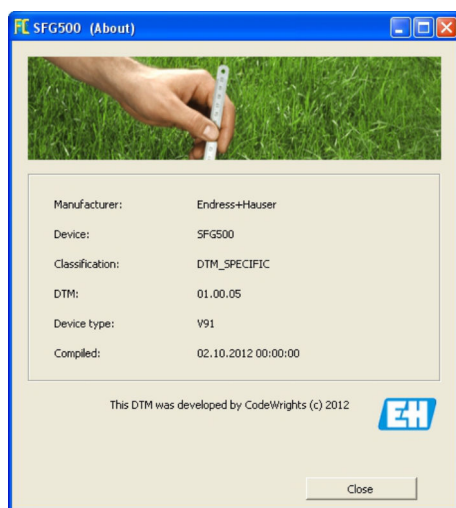 SFG500 (About)
Manufacturer: Endress+Hauser
Device: SFG500
Classification: DTM_SPECIFIC
DTM: 01.00.05
Device type: V91
Compiled: 02.10.2012 00:00:00
This DTM was developed by CodeWrights (c) 2012
EH
Close